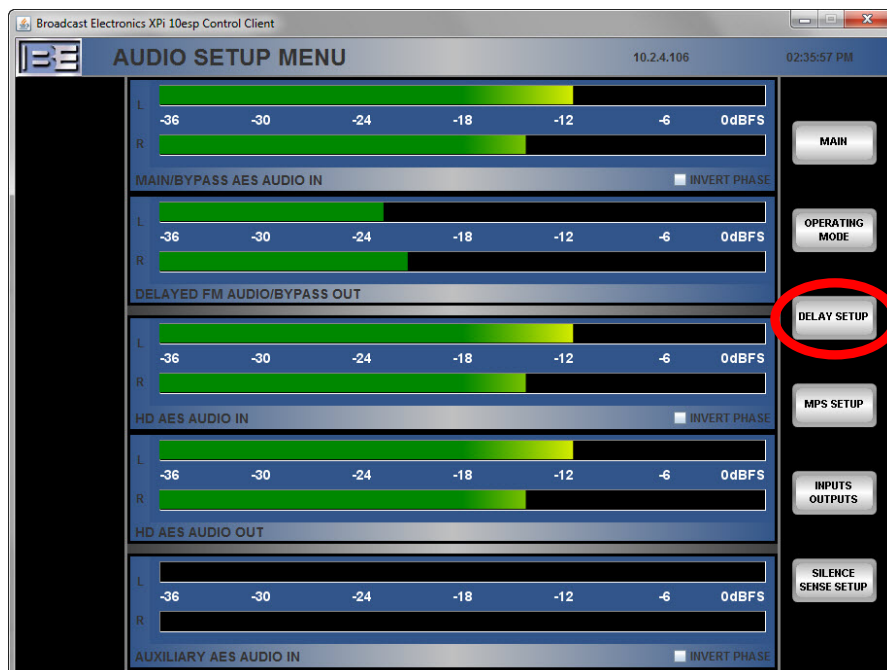 Broadcast Electronics XPi 10esp Control Client
BE
AUDIO SETUP MENU
10.2.4.106
02:35:57 PM
L
-36 -30 -24 -18 -12 -6 0dBFS
R
MAIN/BYPASS AES AUDIO IN
INVERT PHASE
L
-36 -30 -24 -18 -12 -6 0dBFS
R
DELAYED FM AUDIO/BYPASS OUT
L
-36 -30 -24 -18 -12 -6 0dBFS
R
HD AES AUDIO IN
INVERT PHASE
L
-36 -30 -24 -18 -12 -6 0dBFS
R
HD AES AUDIO OUT
L
-36 -30 -24 -18 -12 -6 0dBFS
R
AUXILIARY AES AUDIO IN
INVERT PHASE
MAIN
OPERATING
MODE
DELAY SETUP
MPS SETUP
INPUTS
OUTPUTS
SILENCE
SENSE SETUP